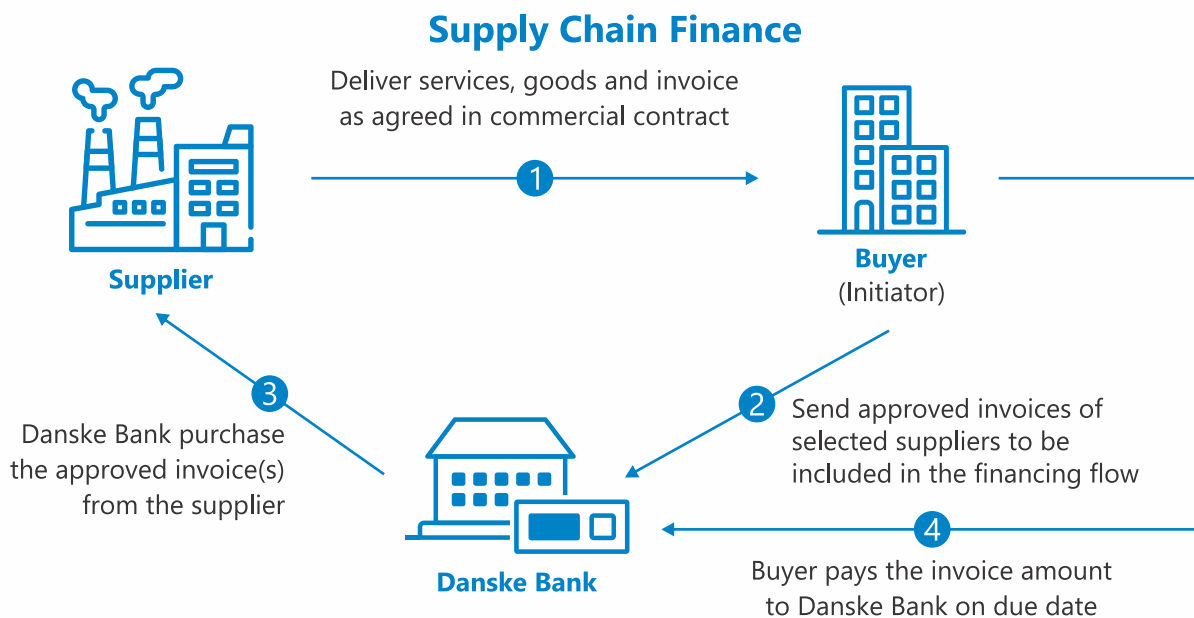 Supply Chain Finance
Deliver services, goods and invoice
as agreed in commercial contract
1
Supplier
Buyer
(Initiator)
2
Send approved invoices of
selected suppliers to be
included in the financing flow
3
Danske Bank purchase
the approved invoice(s)
from the supplier
Danske Bank
4
Buyer pays the invoice amount
to Danske Bank on due date